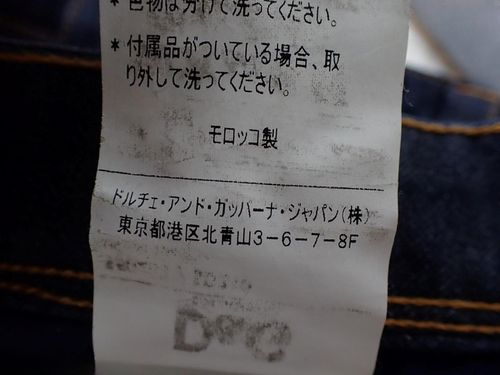 * 色物は分けて洗ってください。
* 付属品がついている場合、取
り外して洗ってください。
モロッコ製
ドルチェ・アンド・ガッバーナ・ジャパン(株)
東京都港区北青山3-6-7-8F
D&G